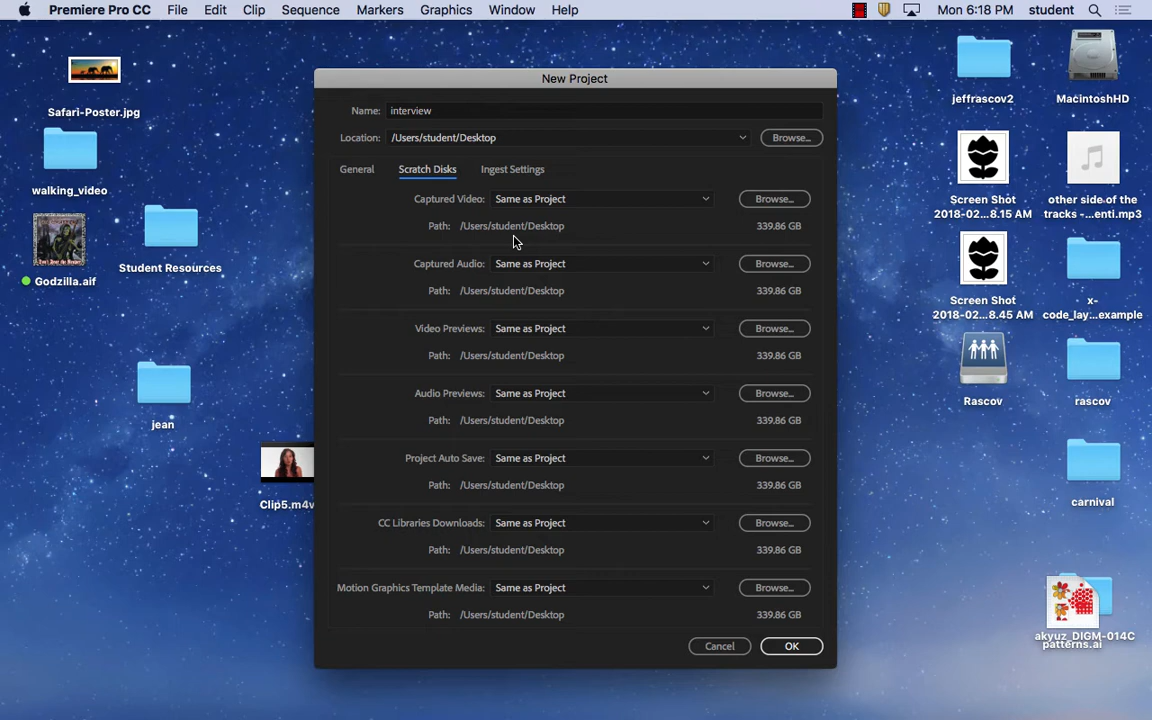 Premiere Pro CC File Edit Clip Sequence Markers Graphics Window Help Mon 6:18 PM student
New Project
Name: interview
Location: /Users/student/Desktop Browse...
General Scratch Disks Ingest Settings
Captured Video: Same as Project Browse...
Path: /Users/student/Desktop 339.86 GB
Captured Audio: Same as Project Browse...
Path: /Users/student/Desktop 339.86 GB
Video Previews: Same as Project Browse...
Path: /Users/student/Desktop 339.86 GB
Audio Previews: Same as Project Browse...
Path: /Users/student/Desktop 339.86 GB
Project Auto Save: Same as Project Browse...
Path: /Users/student/Desktop 339.86 GB
CC Libraries Downloads: Same as Project Browse...
Path: /Users/student/Desktop 339.86 GB
Motion Graphics Template Media: Same as Project Browse...
Path: /Users/student/Desktop 339.86 GB
Cancel OK
Safari-Poster.jpg
walking_video
Student Resources
Godzilla.aif
jean
Clip5.m4v
jeffrascov2
MacintoshHD
Screen Shot
2018-02...8.15 AM
other side of the
tracks -...enti.mp3
Screen Shot
2018-02...8.45 AM
x-
code_lay...example
Rascov
rascov
carnival
akyuz_DIGM-014C
patterns.ai